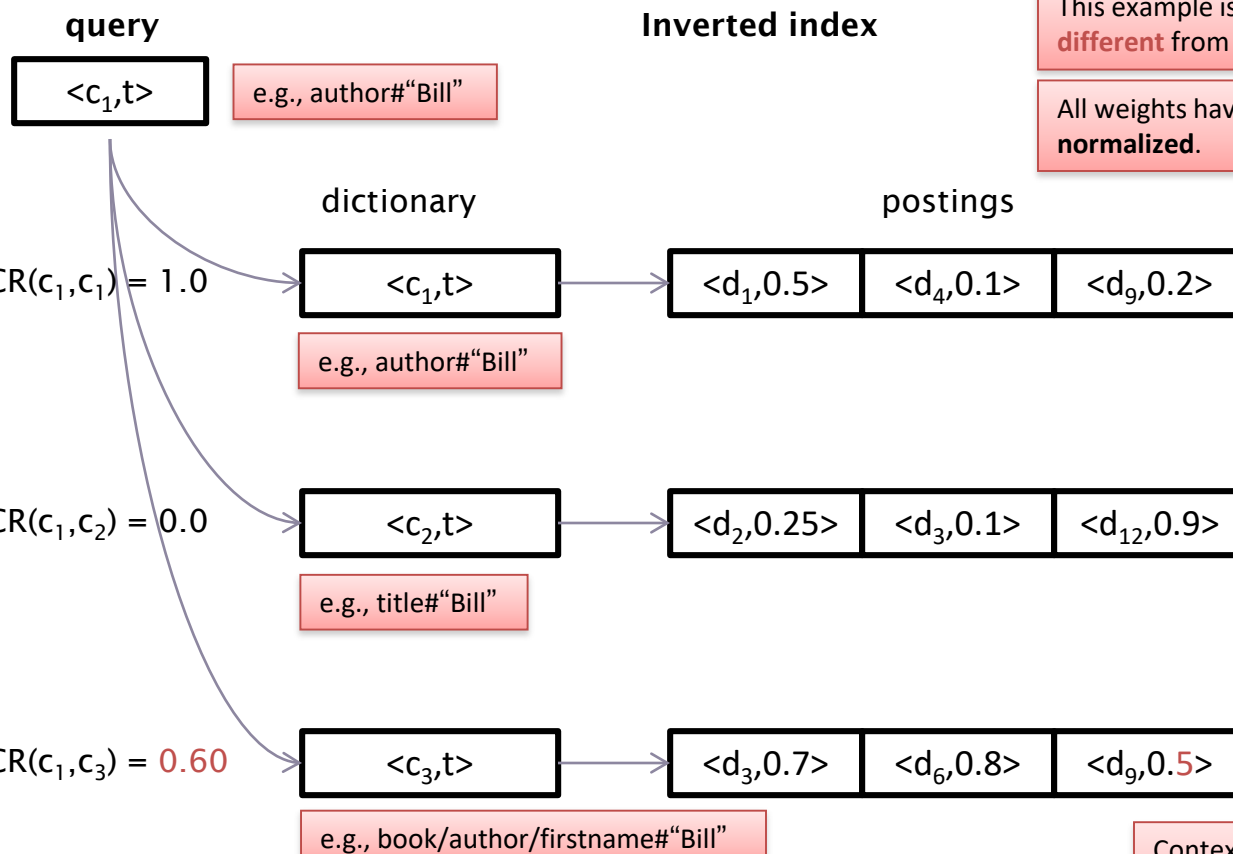 query
Inverted index
This example is
different from
<c1,t>
e.g., author#“Bill”
All weights hav
normalized.
dictionary
postings
CR(c1,c1) = 1.0
<c1,t>
<d1,0.5>
<d4,0.1>
<d9,0.2>
e.g., author#“Bill”
CR(c1,c2) = 0.0
<c2,t>
<d2,0.25>
<d3,0.1>
<d12,0.9>
e.g., title#“Bill”
CR(c1,c3) = 0.60
<c3,t>
<d3,0.7>
<d6,0.8>
<d9,0.5>
e.g., book/author/firstname#“Bill”
Contex